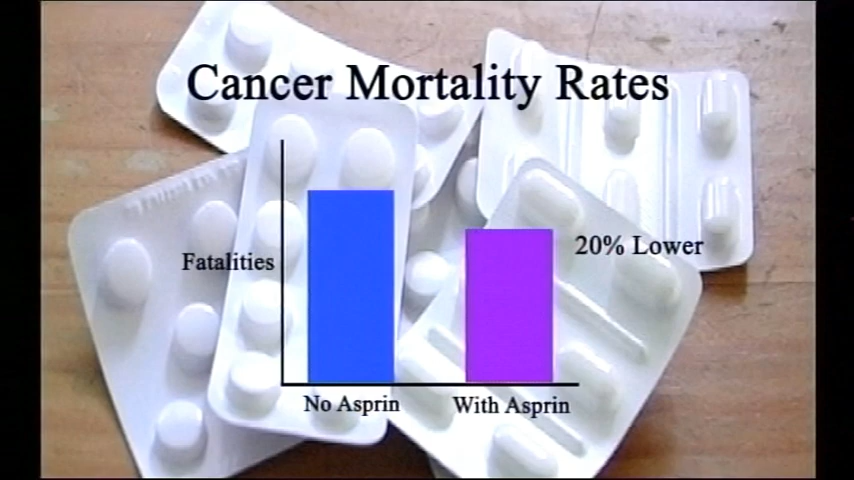 Cancer Mortality Rates
Fatalities
20% Lower
No Asprin
With Asprin